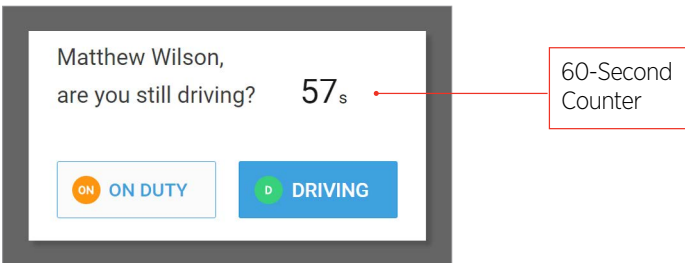 Matthew Wilson,
are you still driving? 57s
60-Second
Counter
ON ON DUTY
D DRIVING